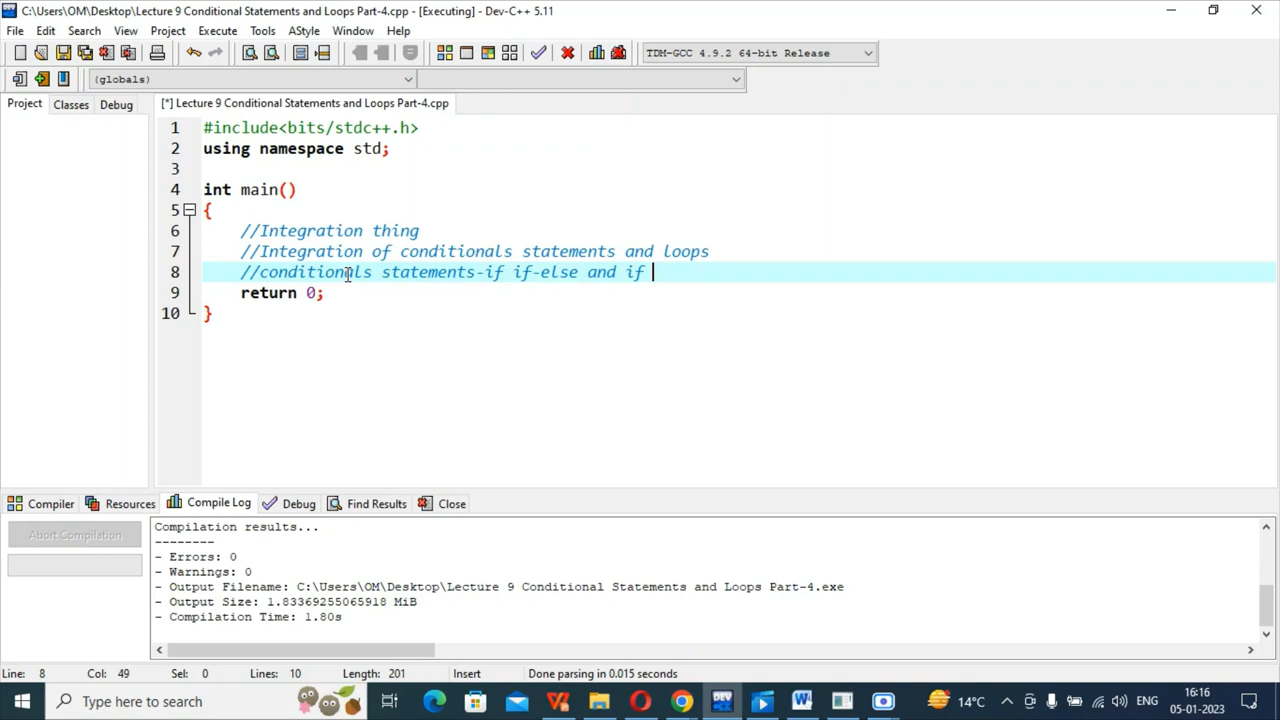 C:\Users\OM\Desktop\Lecture 9 Conditional Statements and Loops Part-4.cpp - [Executing] - Dev-C++ 5.11
File Edit Search View Project Execute Tools AStyle Window Help
TDM-GCC 4.9.2 64-bit Release
(globals)
Project Classes Debug [*] Lecture 9 Conditional Statements and Loops Part-4.cpp
1 #include<bits/stdc++.h>
2 using namespace std;
3
4 int main()
5 {
6 //Integration thing
7 //Integration of conditionals statements and loops
8 //conditionals statements-if if-else and if
9 return 0;
10 }
Compiler Resources Compile Log Debug Find Results Close
Abort Compilation
Compilation results...
--------
- Errors: 0
- Warnings: 0
- Output Filename: C:\Users\OM\Desktop\Lecture 9 Conditional Statements and Loops Part-4.exe
- Output Size: 1.83369255065918 MiB
- Compilation Time: 1.80s
Line: 8 Col: 49 Sel: 0 Lines: 10 Length: 201 Insert Done parsing in 0.015 seconds
Type here to search
14°C ENG 16:16
05-01-2023